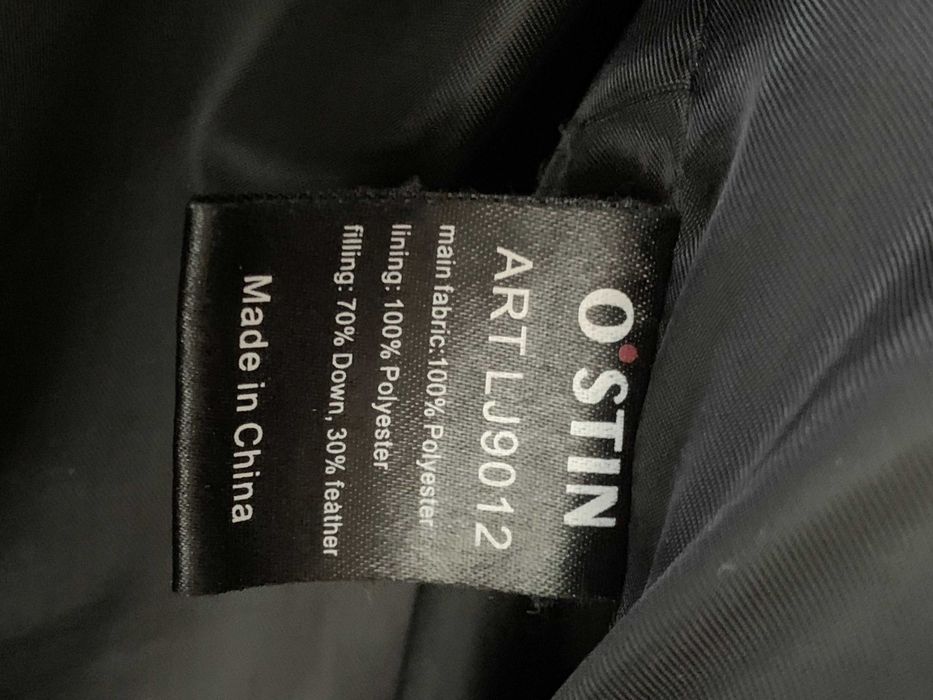 O'STIN
ART LJ9012
main fabric:100% Polyester
lining: 100% Polyester
filling: 70% Down, 30% feather
Made in China